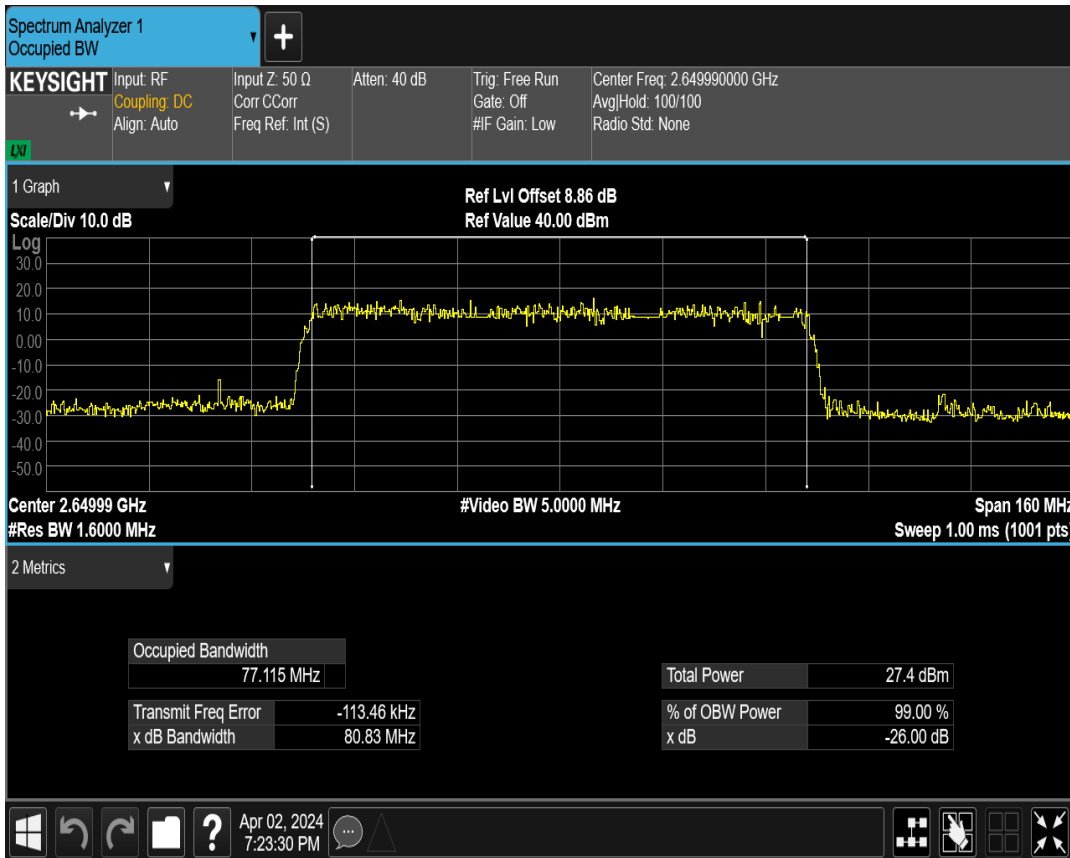 Spectrum Analyzer 1
Occupied BW
+
KEYSIGHT
LXI
Input: RF
Coupling: DC
Align: Auto
Input Z: 50 Ω
Corr CCorr
Freq Ref: Int (S)
Atten: 40 dB
Trig: Free Run
Gate: Off
#IF Gain: Low
Center Freq: 2.649990000 GHz
Avg|Hold: 100/100
Radio Std: None
1 Graph
Scale/Div 10.0 dB
Ref Lvl Offset 8.86 dB
Ref Value 40.00 dBm
Log
30.0
20.0
10.0
0.00
-10.0
-20.0
-30.0
-40.0
-50.0
Center 2.64999 GHz
#Video BW 5.0000 MHz
Span 160 MHz
#Res BW 1.6000 MHz
Sweep 1.00 ms (1001 pts)
2 Metrics
Occupied Bandwidth
77.115 MHz
Total Power 27.4 dBm
Transmit Freq Error -113.46 kHz
% of OBW Power 99.00 %
x dB Bandwidth 80.83 MHz
x dB -26.00 dB
?
Apr 02, 2024
7:23:30 PM